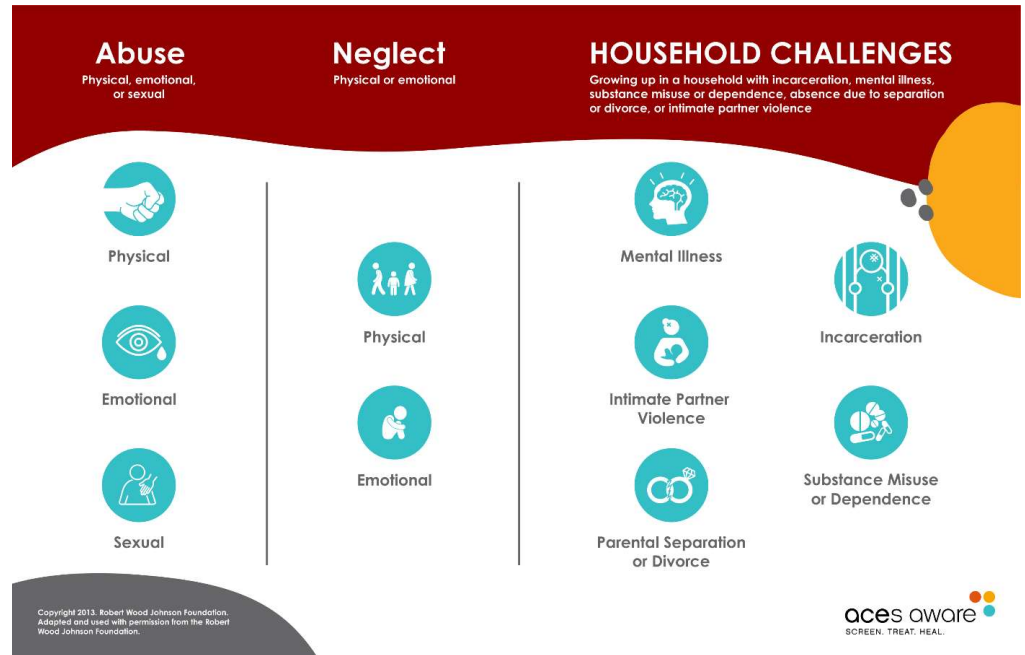 Abuse
Physical, emotional,
or sexual
Neglect
Physical or emotional
HOUSEHOLD CHALLENGES
Growing up in a household with incarceration, mental illness,
substance misuse or dependence, absence due to separation
or divorce, or intimate partner violence
Physical
Emotional
Sexual
Physical
Emotional
Mental Illness
Intimate Partner
Violence
Parental Separation
or Divorce
Incarceration
Substance Misuse
or Dependence
Copyright 2013. Robert Wood Johnson Foundation.
Adapted and used with permission from the Robert
Wood Johnson Foundation.
aces aware
SCREEN. TREAT. HEAL.